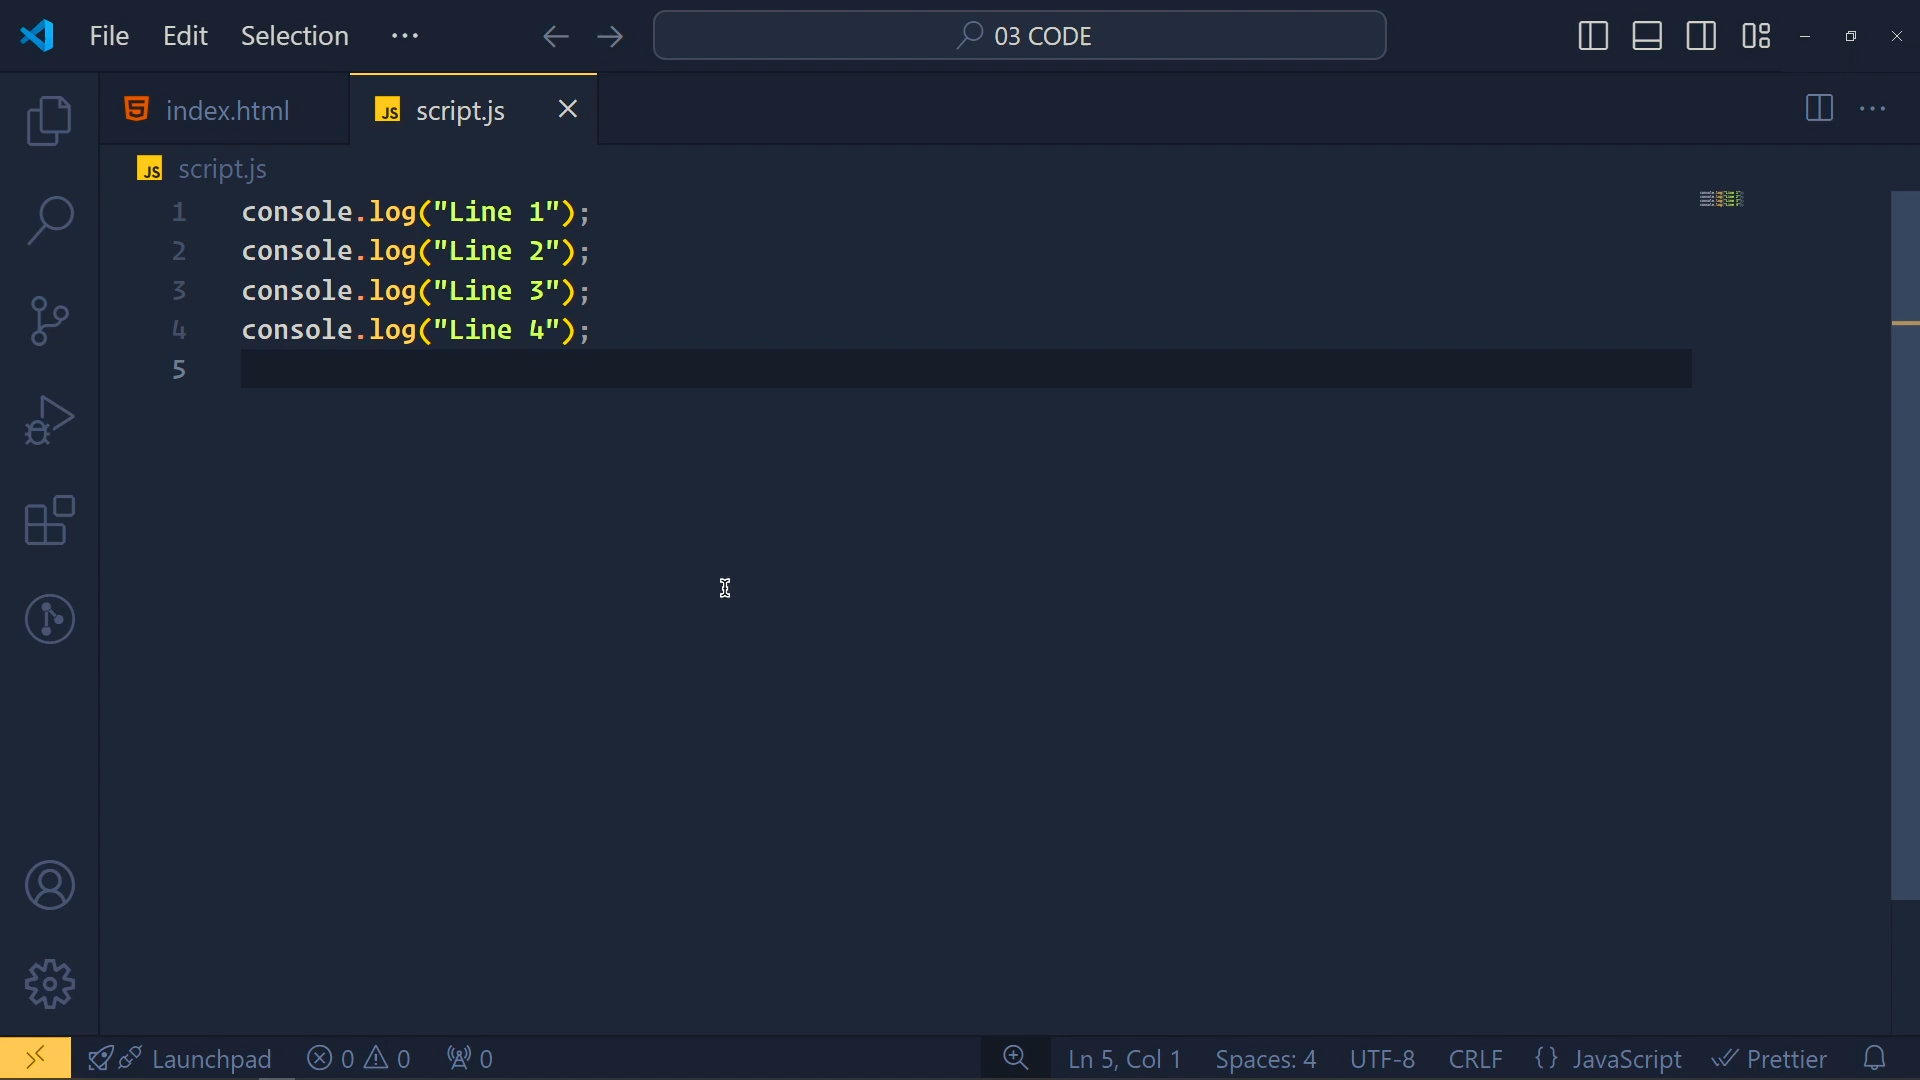 File Edit Selection ··· 03 CODE
index.html script.js
script.js
1 console.log("Line 1");
2 console.log("Line 2");
3 console.log("Line 3");
4 console.log("Line 4");
5
Launchpad 0 0 0 Ln 5, Col 1 Spaces: 4 UTF-8 CRLF {} JavaScript Prettier